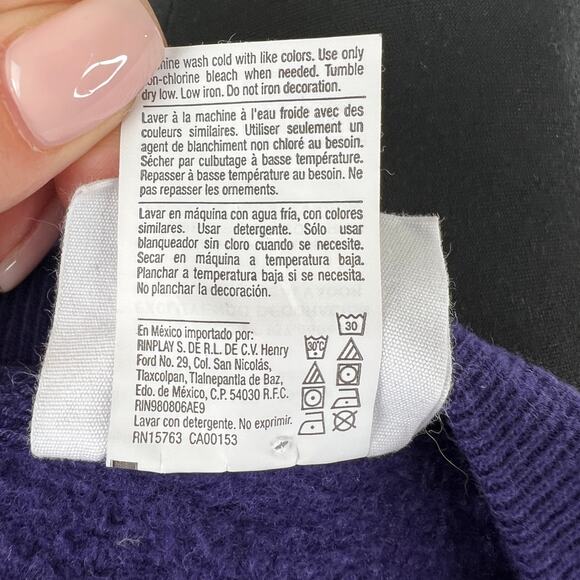 wash cold with like colors. Use only
non-chlorine bleach when needed. Tumble
dry low. Low iron. Do not iron decoration.
Laver à la machine à l'eau froide avec des
couleurs similaires. Utiliser seulement un
agent de blanchiment non chloré au besoin.
Sécher par culbutage à basse température.
Repasser à basse température au besoin. Ne
pas repasser les ornements.
Lavar en máquina con agua fría, con colores
similares. Usar detergente. Sólo usar
blanqueador sin cloro cuando se necesite.
Secar en máquina a temperatura baja.
Planchar a temperatura baja si se necesita.
No planchar la decoración.
En México importado por:
RINPLAY S. DE R.L. DE C.V. Henry
Ford No. 29, Col. San Nicolás,
Tlaxcolpan, Tlalnepantla de Baz,
Edo. de México, C.P. 54030 R.F.C.
RIN980806AE9
Lavar con detergente. No exprimir.
RN15763 CA00153
30°C
30